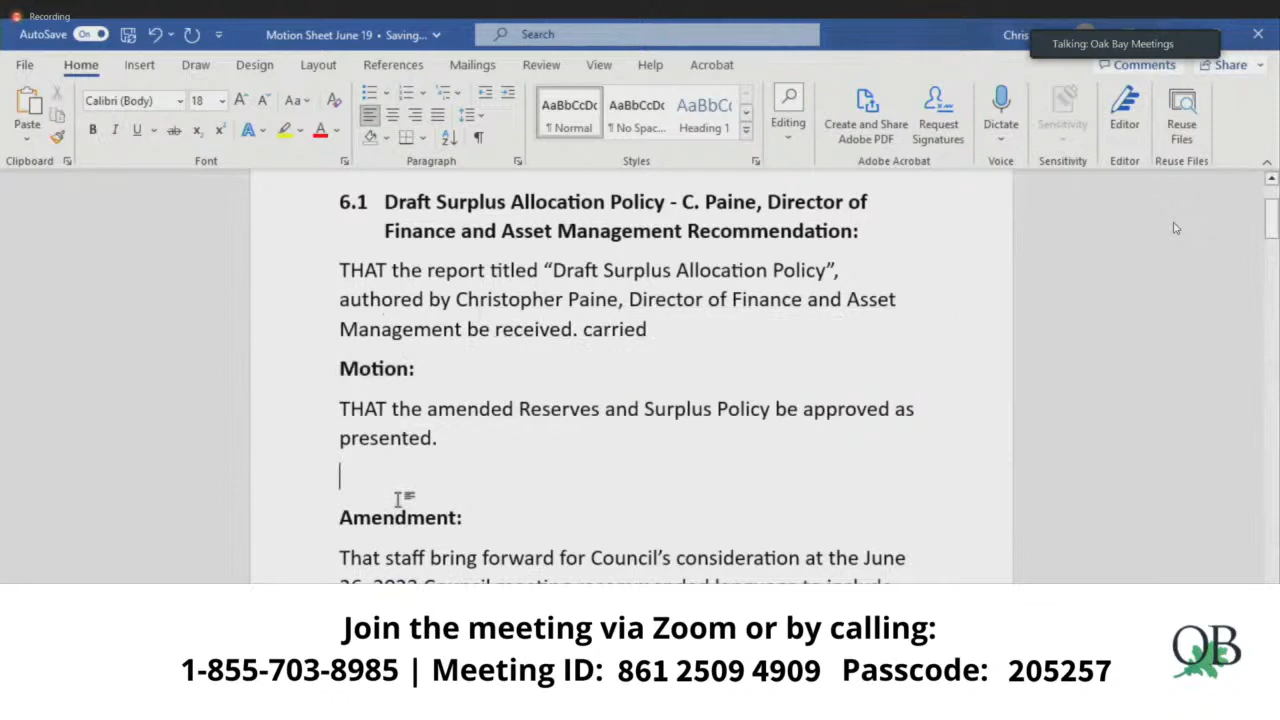 Recording
AutoSave On Motion Sheet June 19 • Saving... Search Chris
Talking: Oak Bay Meetings
File Home Insert Draw Design Layout References Mailings Review View Help Acrobat Comments Share
Paste Calibri (Body) 18 Aa AaBbCcDc AaBbCcDc AaBbCc Editing Create and Share Adobe PDF Request Signatures Dictate Sensitivity Editor Reuse Files
B I U ab x₂ x² A A ¶ Normal ¶ No Spac... Heading 1
Clipboard Font Paragraph Styles Adobe Acrobat Voice Sensitivity Editor Reuse Files
6.1 Draft Surplus Allocation Policy - C. Paine, Director of
Finance and Asset Management Recommendation:
THAT the report titled “Draft Surplus Allocation Policy”,
authored by Christopher Paine, Director of Finance and Asset
Management be received. carried
Motion:
THAT the amended Reserves and Surplus Policy be approved as
presented.
Amendment:
That staff bring forward for Council’s consideration at the June
Join the meeting via Zoom or by calling:
1-855-703-8985 | Meeting ID: 861 2509 4909 Passcode: 205257
OB